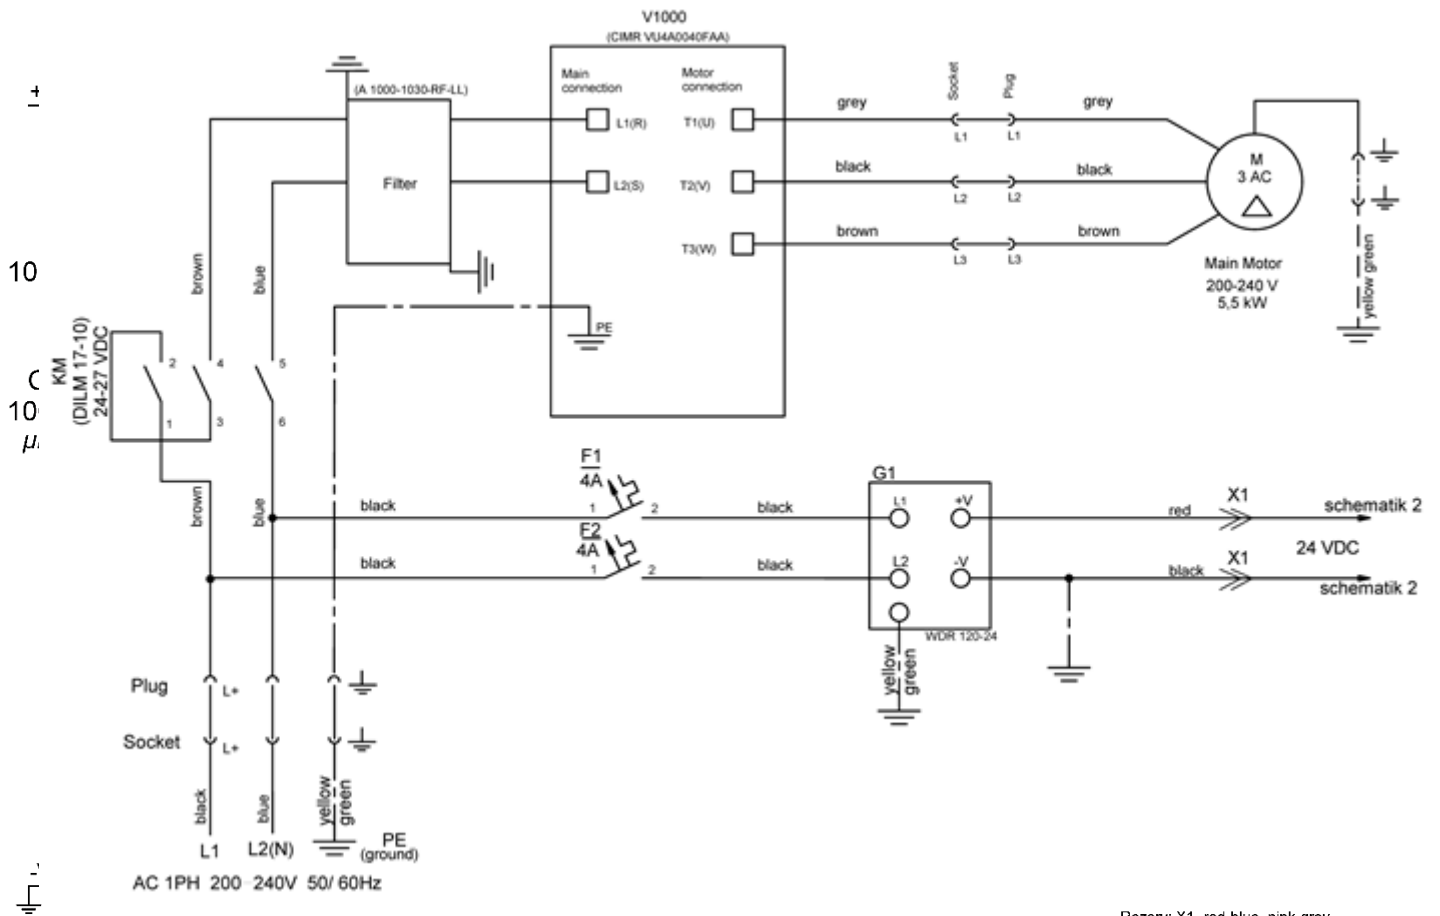 V1000
(CIMR VU4A0040FAA)
Main
connection
Motor
connection
(A 1000-1030-RF-LL)
Filter
L1(R)
L2(S)
T1(U)
T2(V)
T3(W)
PE
grey
black
brown
Socket
Plug
L1
L1
L2
L2
L3
L3
grey
black
brown
M
3 AC
Main Motor
200-240 V
5,5 kW
yellow green
brown
blue
KM
(DILM 17-10)
24-27 VDC
2
4
5
1
3
6
10
brown
blue
black
black
F1
4A
1
2
F2
4A
1
2
black
black
G1
L1
+V
L2
-V
WDR 120-24
yellow
green
red
black
X1
X1
schematik 2
24 VDC
schematik 2
Plug
L+
Socket
L+
black
blue
yellow
green
L1
L2(N)
PE
(ground)
AC 1PH 200-240V 50/ 60Hz